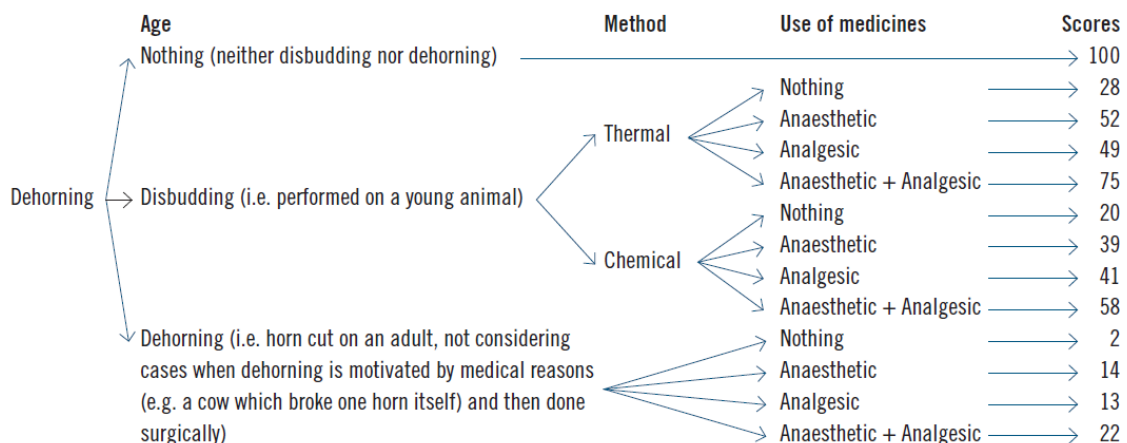 Age Method Use of medicines Scores
Nothing (neither disbudding nor dehorning) 100
Nothing 28
Anaesthetic 52
Thermal
Analgesic 49
Anaesthetic + Analgesic 75
Dehorning Disbudding (i.e. performed on a young animal)
Nothing 20
Anaesthetic 39
Chemical
Analgesic 41
Anaesthetic + Analgesic 58
Dehorning (i.e. horn cut on an adult, not considering Nothing 2
cases when dehorning is motivated by medical reasons Anaesthetic 14
(e.g. a cow which broke one horn itself) and then done Analgesic 13
surgically) Anaesthetic + Analgesic 22